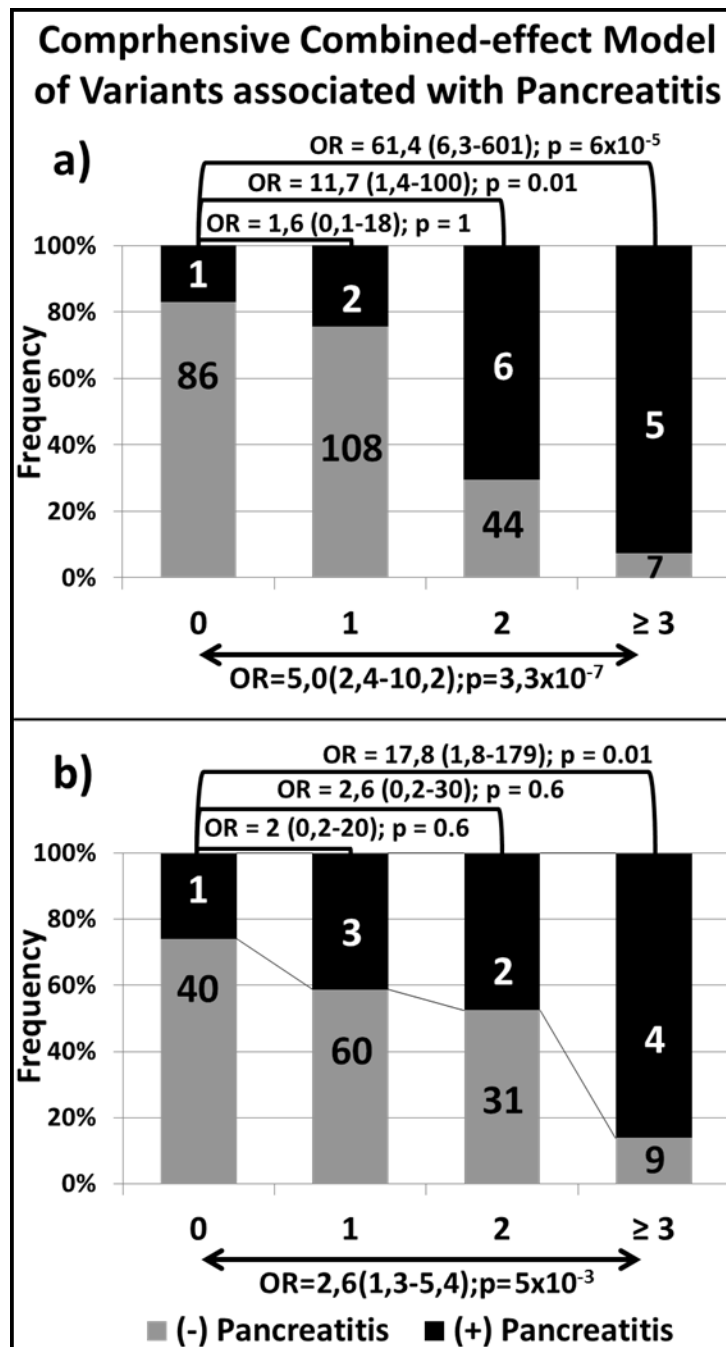 Comprhensive Combined-effect Model
of Variants associated with Pancreatitis
a)
OR = 61,4 (6,3-601); p = 6x10⁻⁵
OR = 11,7 (1,4-100); p = 0.01
OR = 1,6 (0,1-18); p = 1
Frequency
100%
80%
60%
40%
20%
0%
1
2
6
5
86
108
44
7
0
1
2
≥ 3
OR=5,0(2,4-10,2);p=3,3x10⁻⁷
b)
OR = 17,8 (1,8-179); p = 0.01
OR = 2,6 (0,2-30); p = 0.6
OR = 2 (0,2-20); p = 0.6
Frequency
100%
80%
60%
40%
20%
0%
1
3
2
4
40
60
31
9
0
1
2
≥ 3
OR=2,6(1,3-5,4);p=5x10⁻³
(-) Pancreatitis (+) Pancreatitis